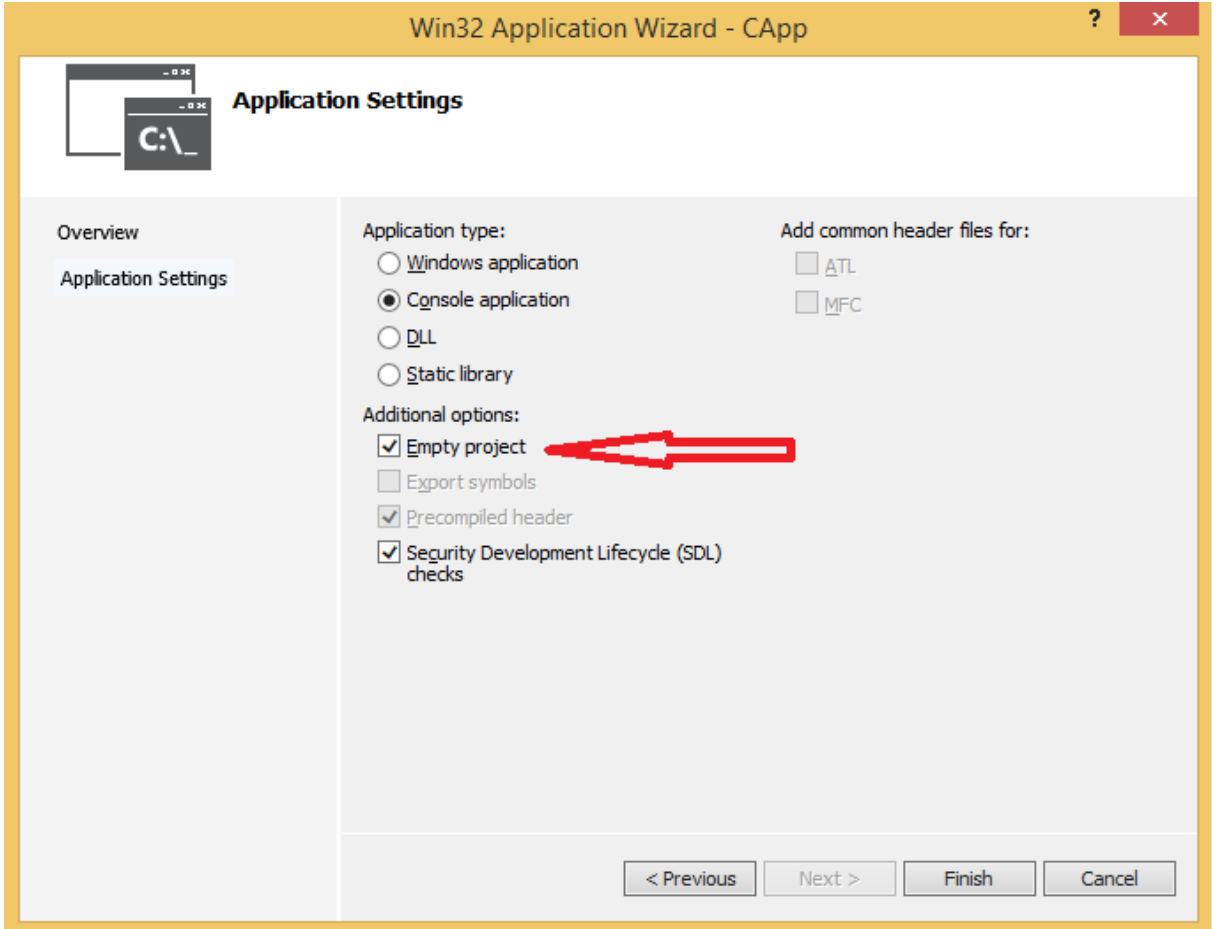 Win32 Application Wizard - CApp
?
C:\_
Application Settings
Overview
Application Settings
Application type:
Windows application
Console application
DLL
Static library
Add common header files for:
ATL
MFC
Additional options:
Empty project
Export symbols
Precompiled header
Security Development Lifecycle (SDL)
checks
< Previous
Next >
Finish
Cancel